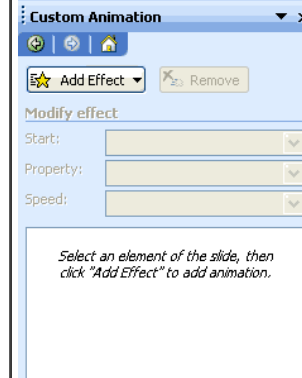 Custom Animation
Add Effect Remove
Modify effect
Start:
Property:
Speed:
Select an element of the slide, then
click "Add Effect" to add animation.